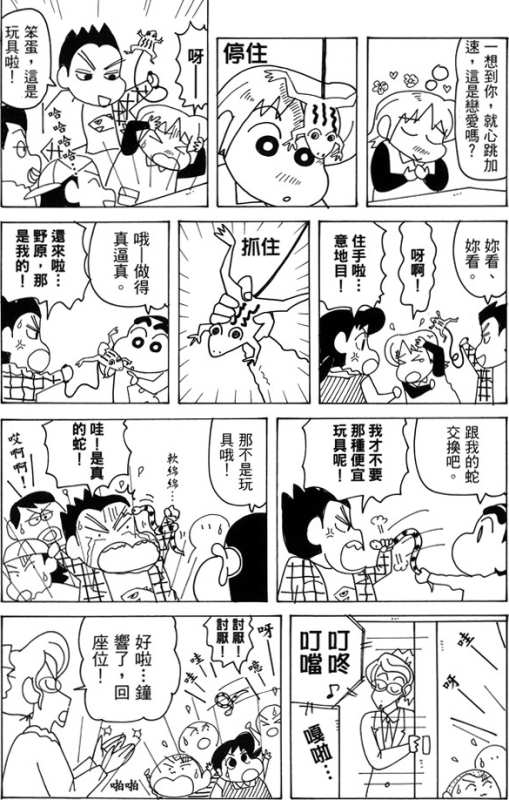 一想到你，就心跳加
速，這是戀愛嗎？
停住
呀——
笨蛋，這是
玩具啦！
哈
哈
哈
哈
妳看、
妳看。
呀啊！
住手啦…
意地目！
抓住
哦—做得
真逼真。
還來啦…
野原，那
是我的！
跟我的蛇
交換吧。
我才不要
那種便宜
玩具呢！
那不是玩
具哦！
軟綿綿…
哇！是真
的蛇！
哎啊啊！
哇
呀
叮咚
叮噹
♪
嘎啦…
呀
討厭！
討厭！
哇
噫
哇
好啦…鐘
響了，回
座位！
啪啪